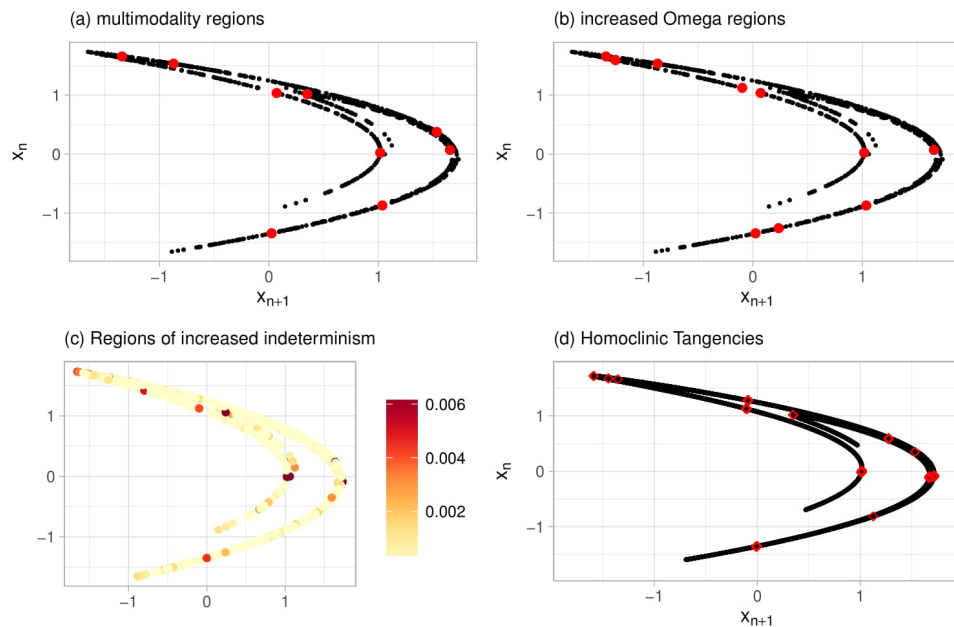 (a) multimodality regions
1
0
−1
xn
−1
0
1
xn+1
(b) increased Omega regions
1
0
−1
xn
−1
0
1
xn+1
(c) Regions of increased indeterminism
1
0
−1
−1
0
1
0.006
0.004
0.002
(d) Homoclinic Tangencies
1
0
−1
xn
−1
0
1
xn+1